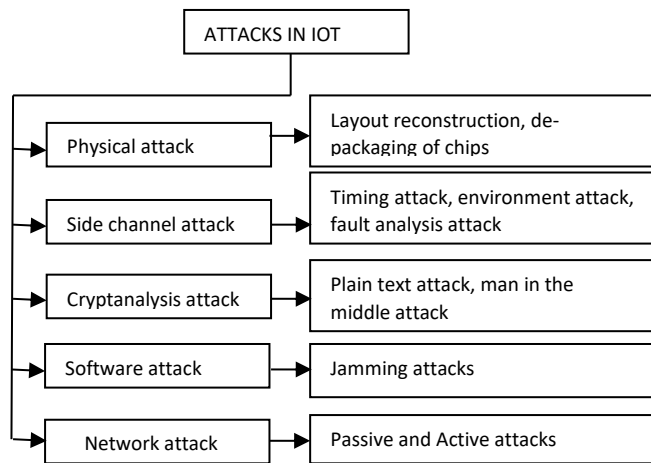 ATTACKS IN IOT
Physical attack
Layout reconstruction, de-
packaging of chips
Side channel attack
Timing attack, environment attack,
fault analysis attack
Cryptanalysis attack
Plain text attack, man in the
middle attack
Software attack
Jamming attacks
Network attack
Passive and Active attacks